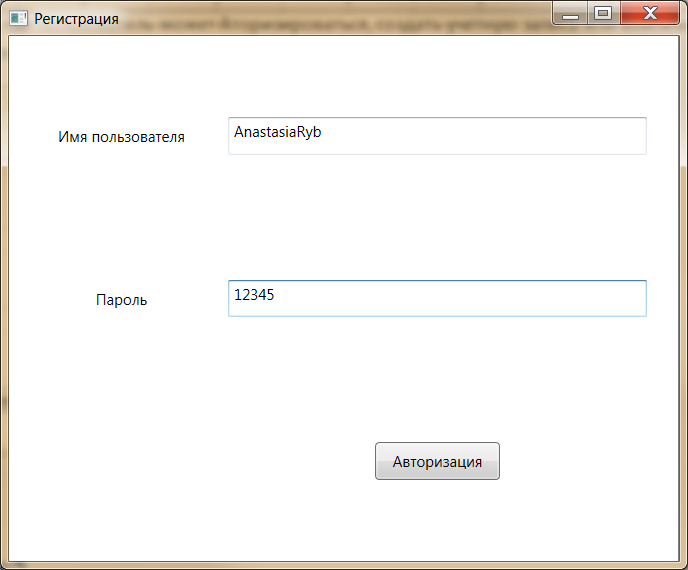 Регистрация
Имя пользователя
AnastasiaRyb
Пароль
12345
Авторизация